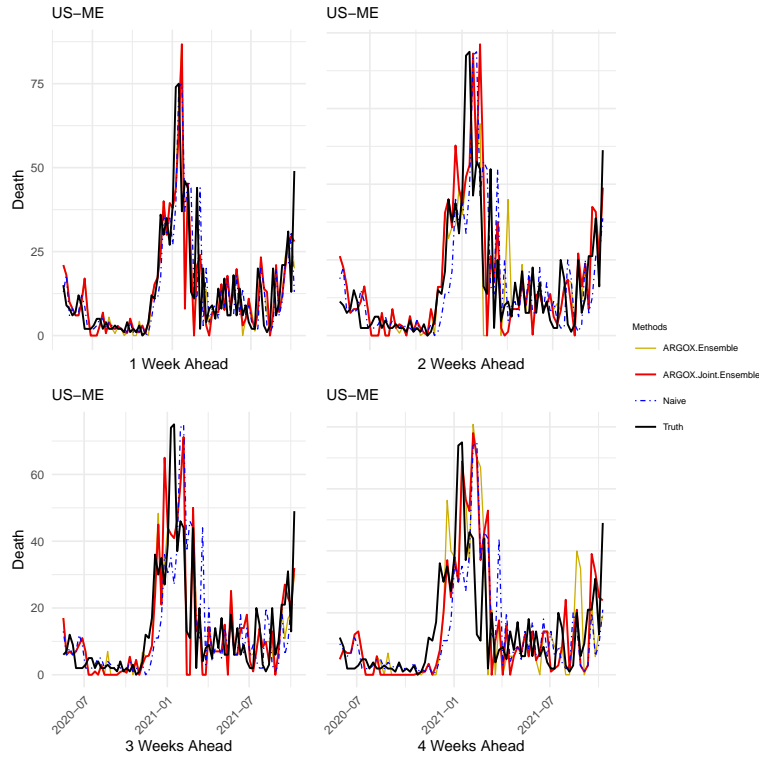 US−ME
US−ME
Death
75
50
25
0
1 Week Ahead
2 Weeks Ahead
Methods
ARGOX.Ensemble
ARGOX.Joint.Ensemble
Naive
Truth
US−ME
US−ME
Death
60
40
20
0
2020−07
2021−01
2021−07
2020−07
2021−01
2021−07
3 Weeks Ahead
4 Weeks Ahead